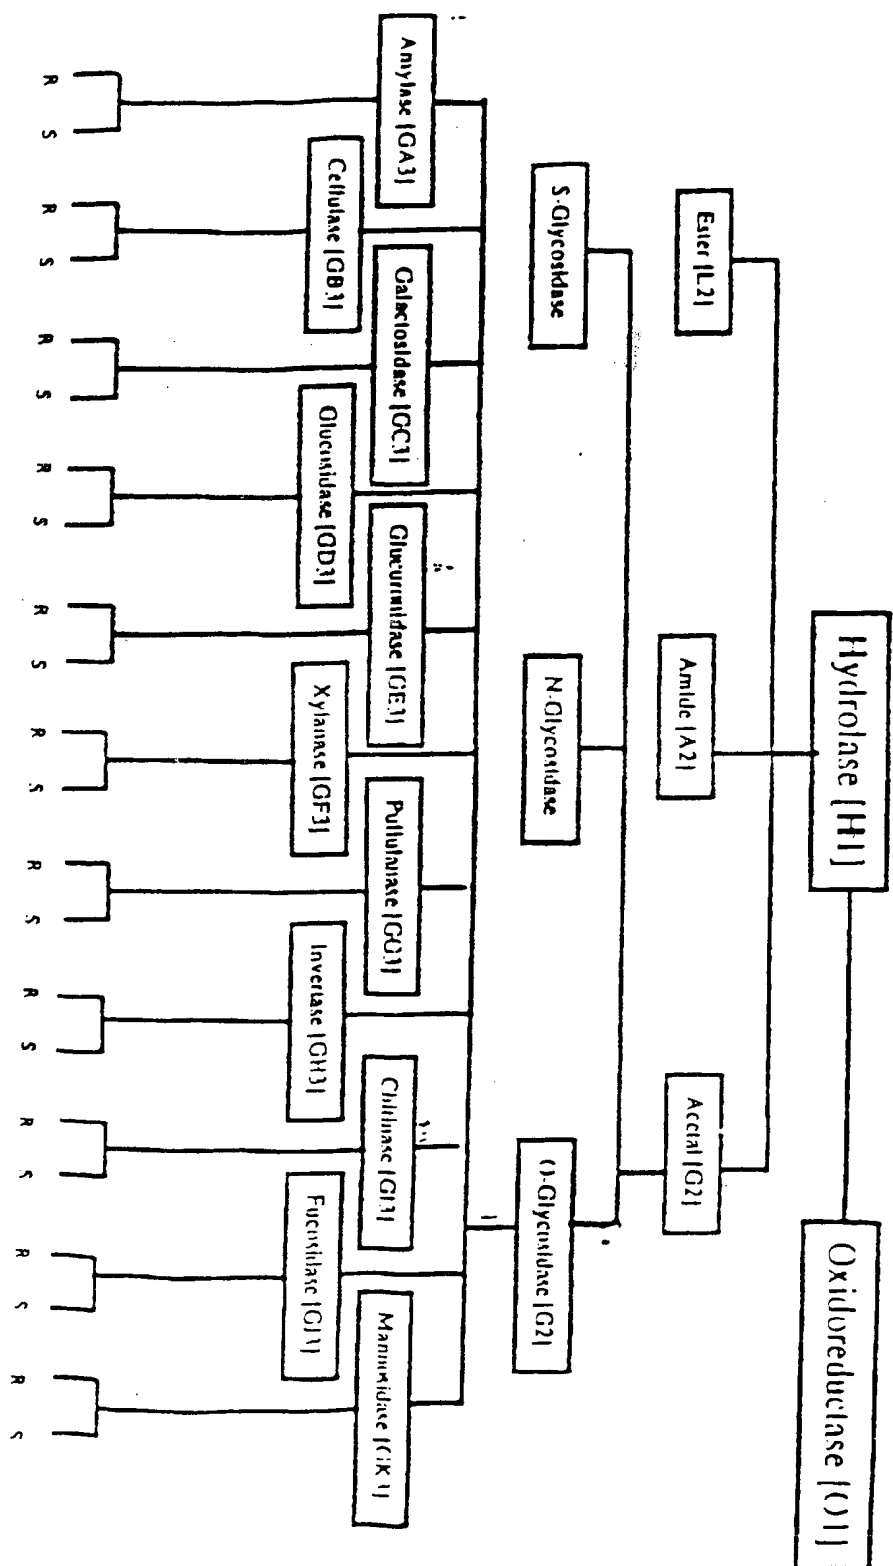 Hydrolase [H1]
Oxidoreductase [O1]
Ester [L2]
Amide [A2]
Acetal [G2]
S-Glycosidase
N-Glycosidase
O-Glycosidase [G2]
Amylase [GA3]
Cellulase [GB3]
Galactosidase [GC3]
Glucosidase [GD3]
Glucuronidase [GE3]
Xylanase [GF3]
Pullulanase [GG3]
Invertase [GH3]
Chitinase [GI3]
Fucosidase [GJ3]
Mannosidase [GK3]
R S R S R S R S R S R S R S R S R S R S R S